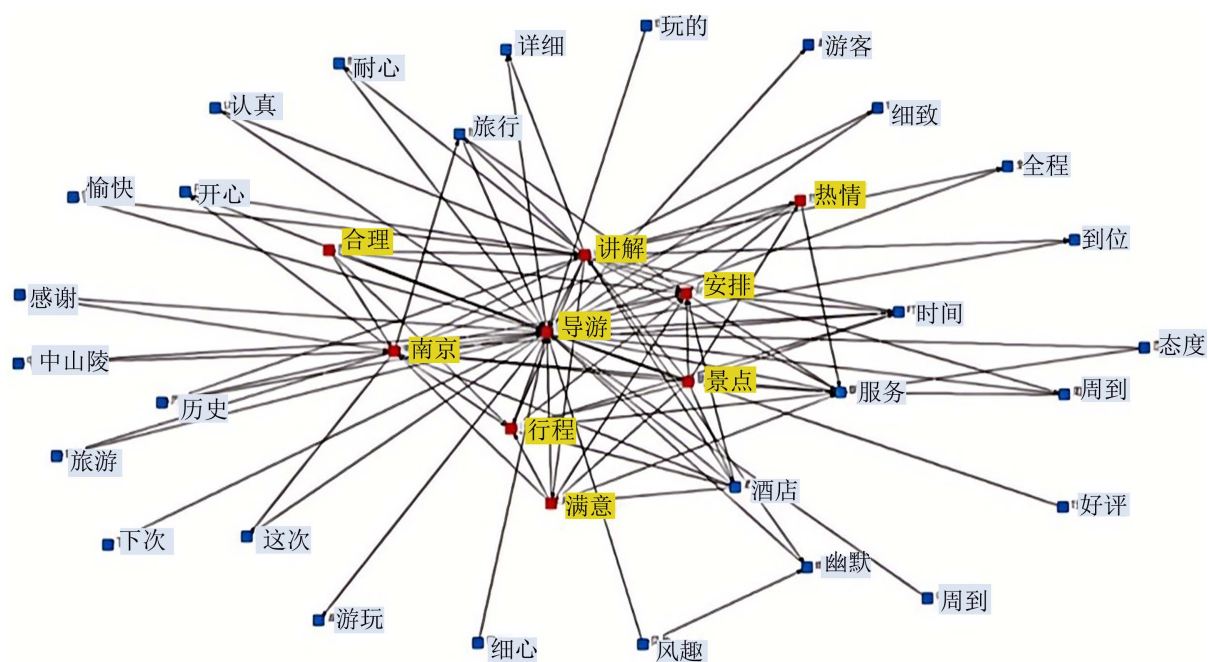 玩的
详细
游客
耐心
认真
细致
旅行
全程
愉快
开心
热情
合理
讲解
到位
安排
感谢
时间
导游
南京
态度
中山陵
景点
服务
周到
历史
行程
旅游
酒店
满意
好评
下次
这次
幽默
周到
游玩
细心
风趣